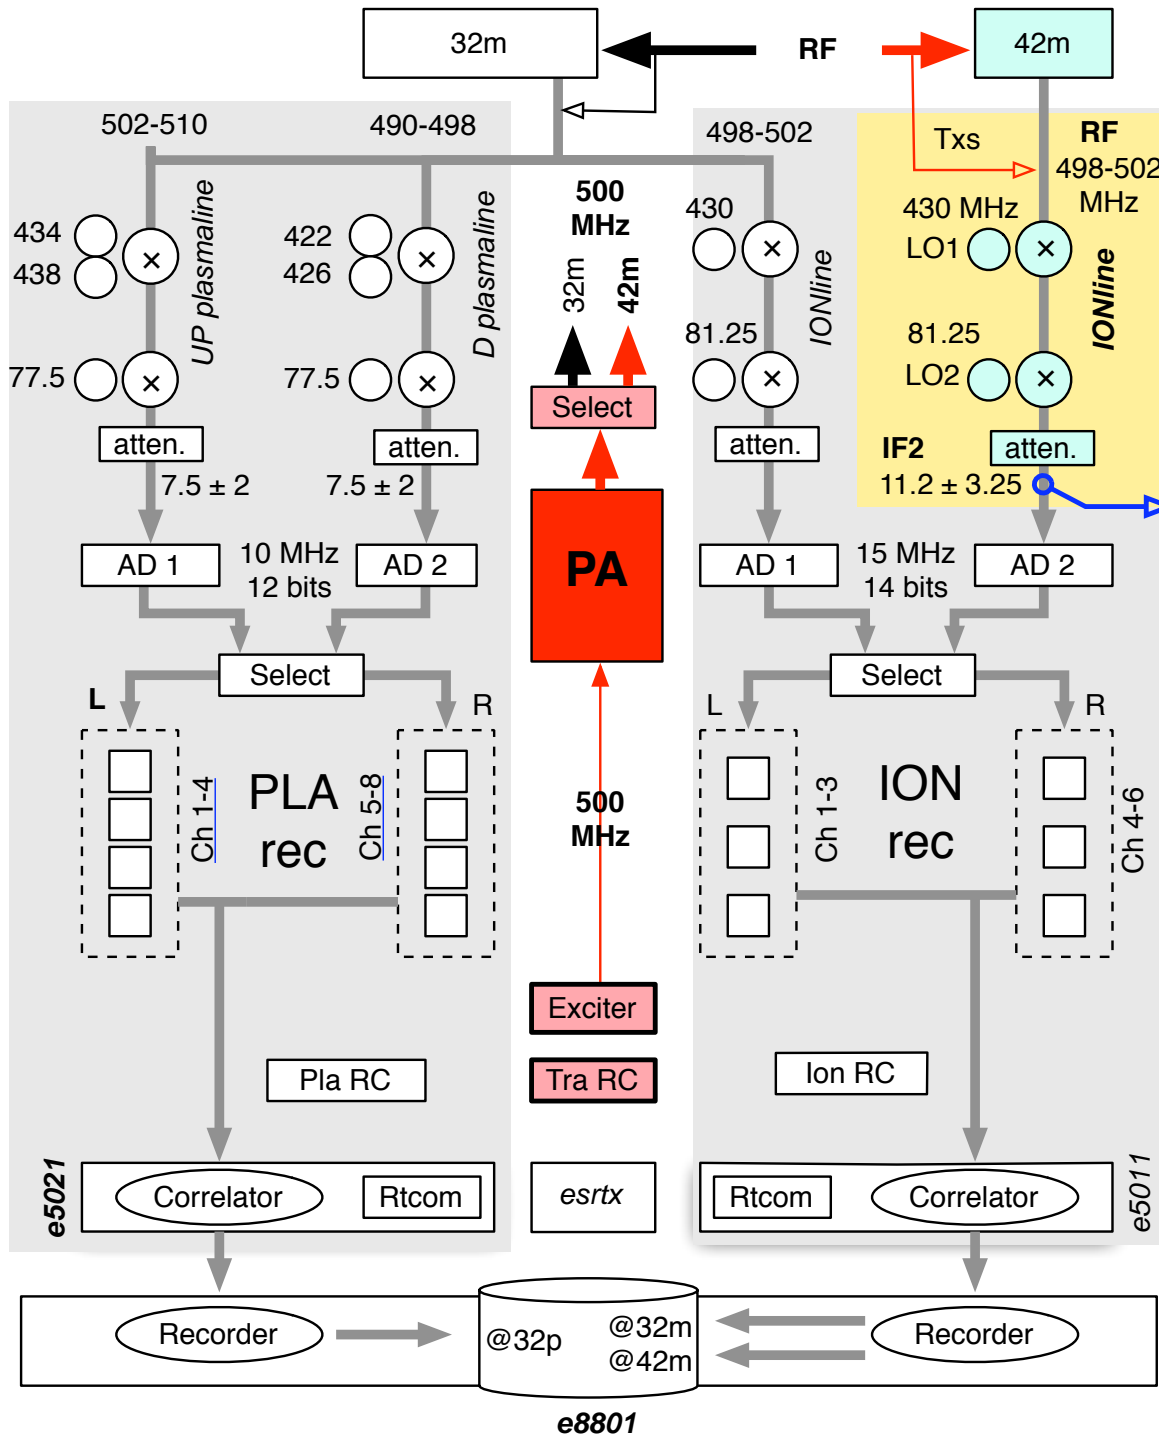 32m
RF
42m
502-510
490-498
498-502
Txs
RF
498-502
MHz
500
MHz
434
438
UP plasmaline
422
426
D plasmaline
430
IONline
430 MHz
LO1
IONline
32m
42m
77.5
77.5
81.25
81.25
LO2
Select
atten.
atten.
atten.
IF2
atten.
7.5 ± 2
7.5 ± 2
11.2 ± 3.25
PA
AD 1
10 MHz
12 bits
AD 2
AD 1
15 MHz
14 bits
AD 2
Select
Select
L
R
L
R
Ch 1-4
PLA
rec
Ch 5-8
500
MHz
Ch 1-3
ION
rec
Ch 4-6
Exciter
Pla RC
Tra RC
Ion RC
e5021
Correlator
Rtcom
esrtx
Rtcom
Correlator
e5011
Recorder
@32p
@32m
@42m
Recorder
e8801